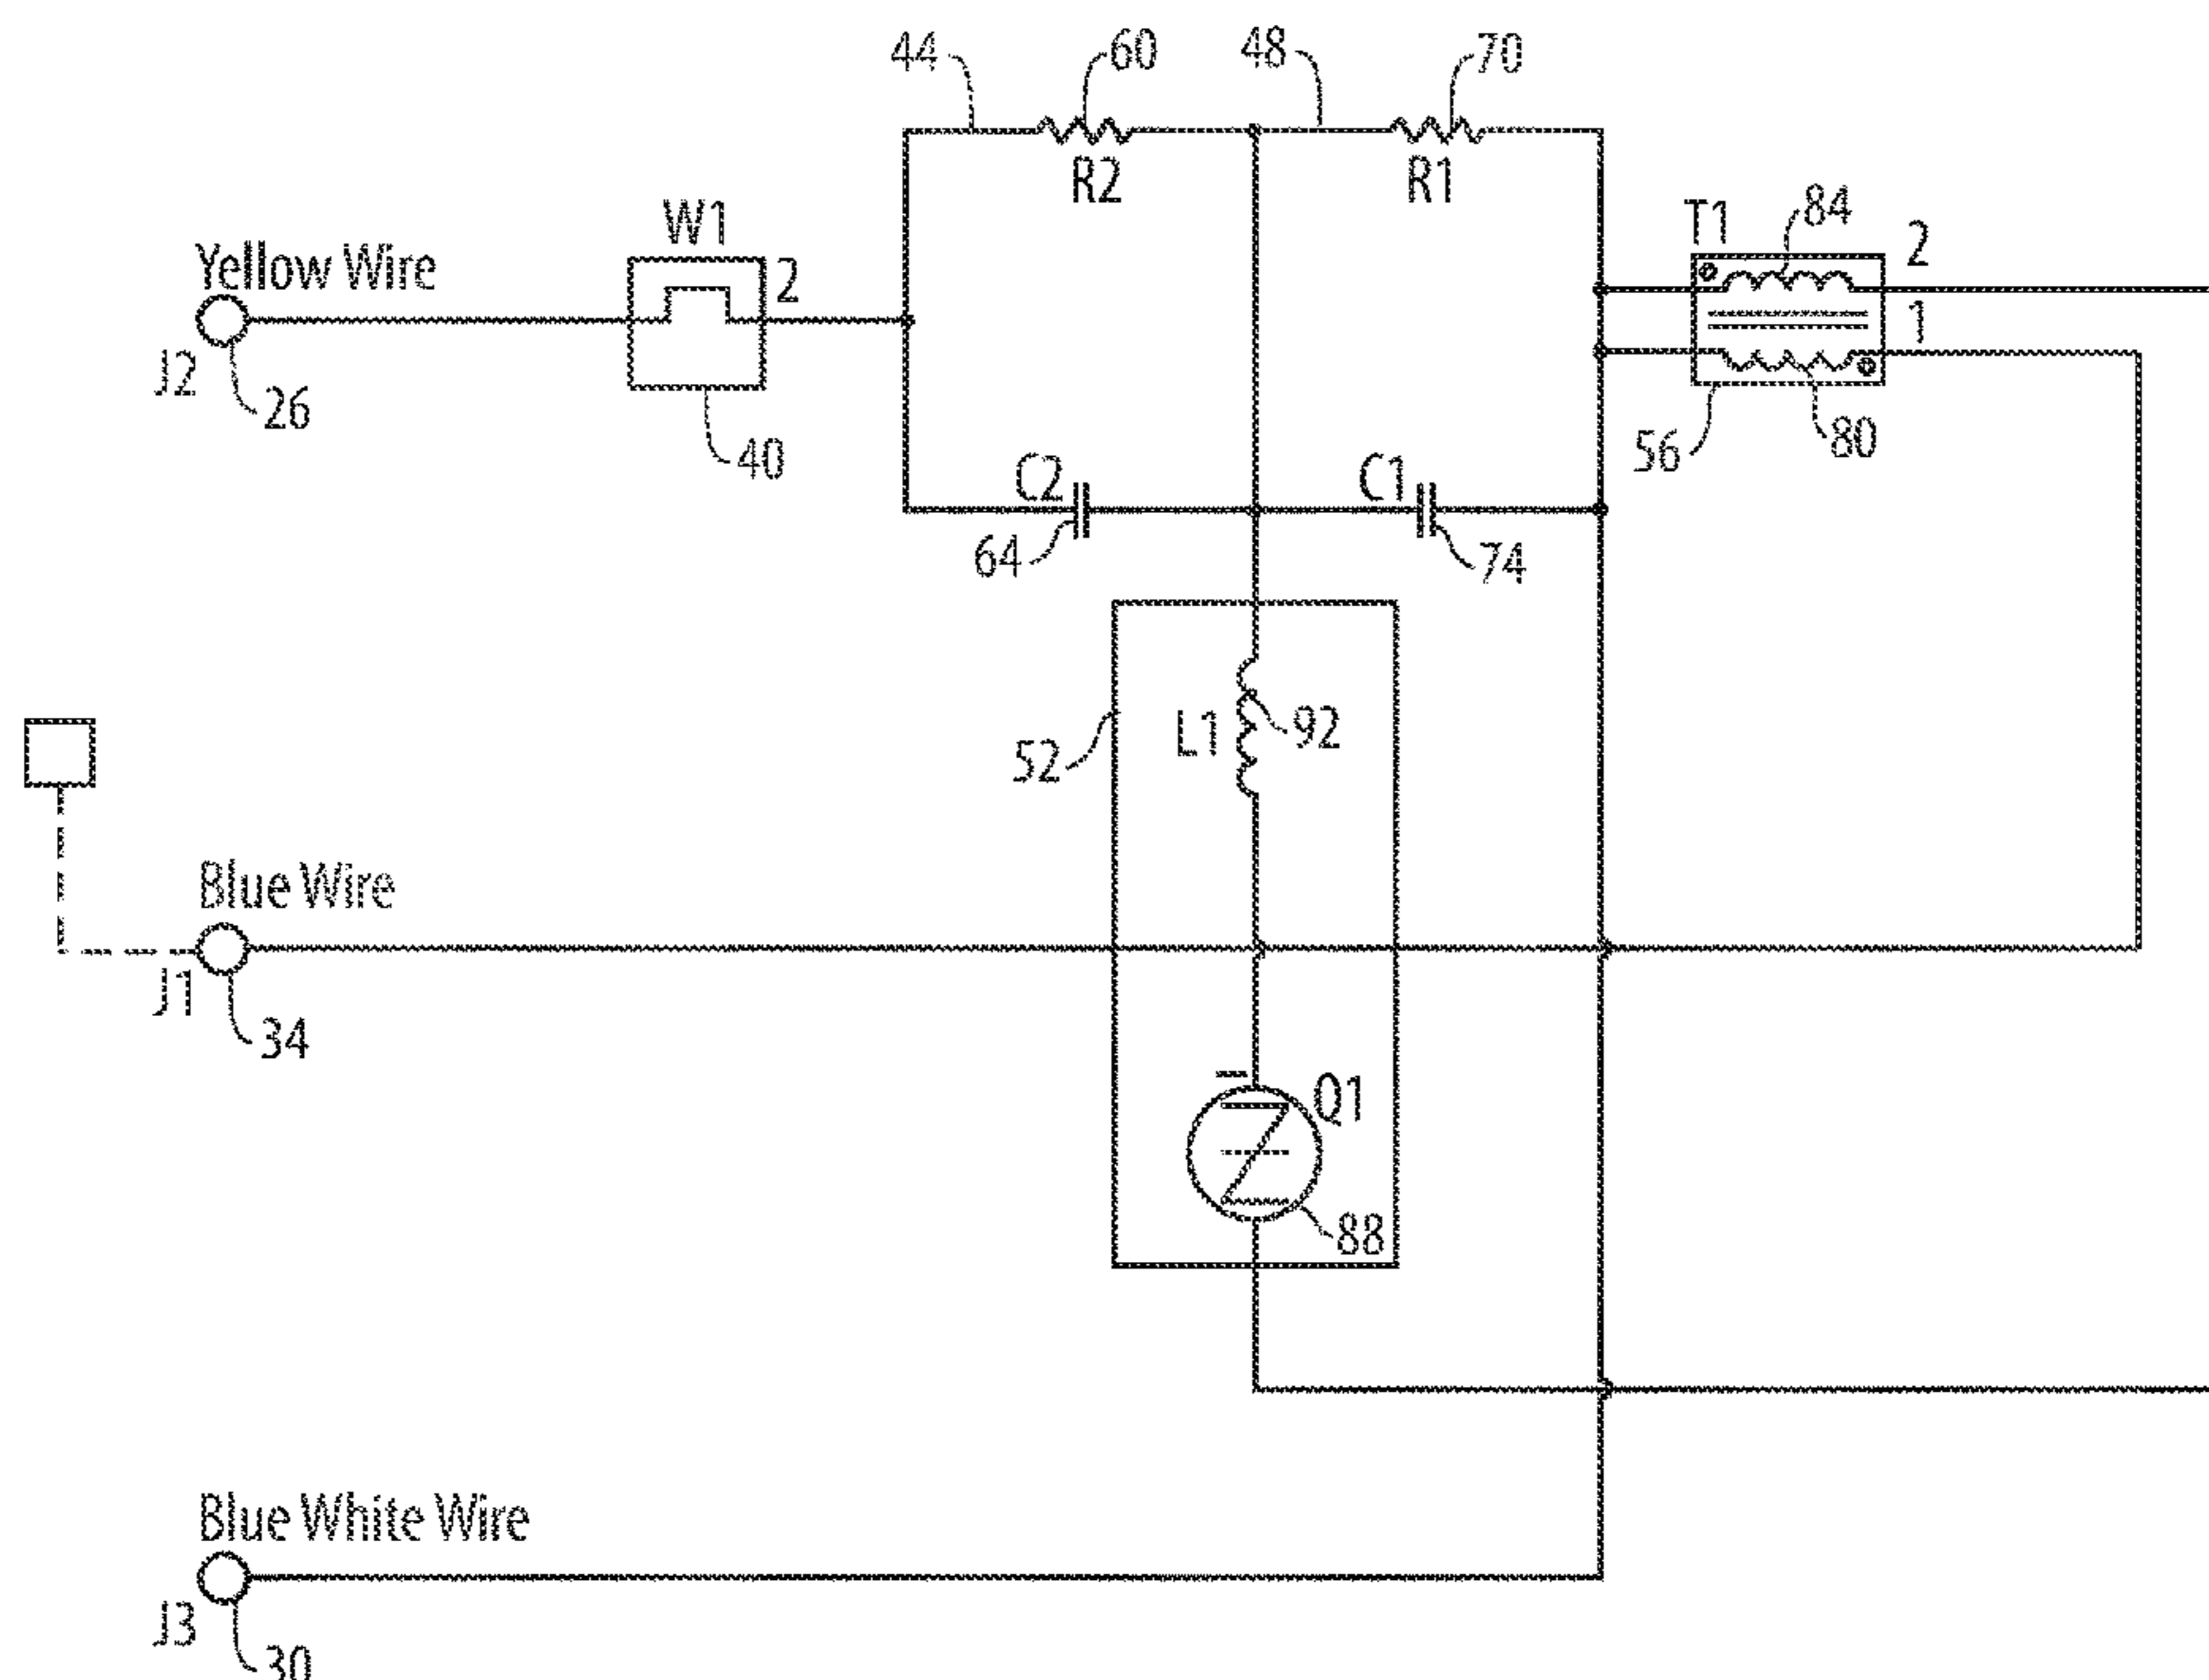 44
60
48
70
R2
R1
W1
2
Yellow Wire
J2
26
40
T1
84
2
1
56
80
C2
64
C1
74
52
L1
92
Blue Wire
J1
34
Q1
88
Blue White Wire
J3
30